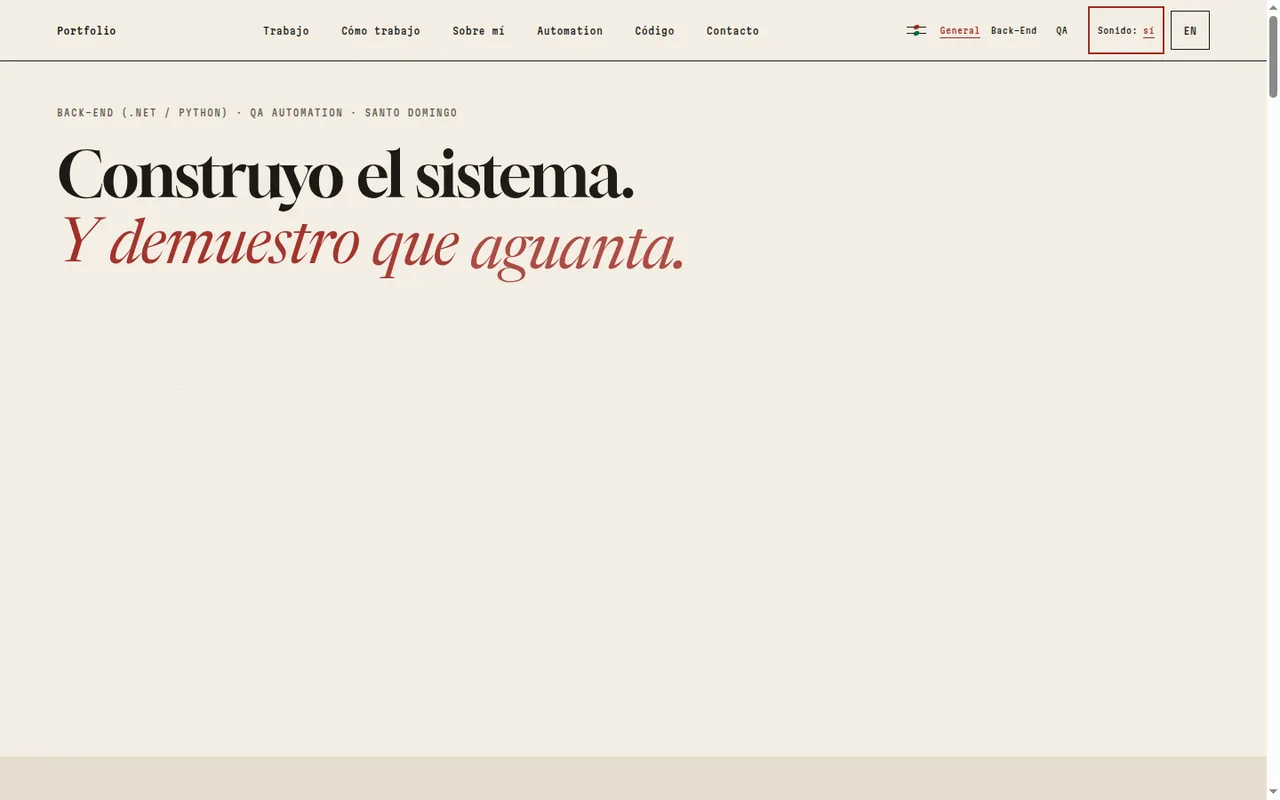 Portfolio
Trabajo
Cómo trabajo
Sobre mí
Automation
Código
Contacto
General
Back-End
QA
Sonido: sí
EN
BACK-END (.NET / PYTHON) · QA AUTOMATION · SANTO DOMINGO
Construyo el sistema.
Y demuestro que aguanta.